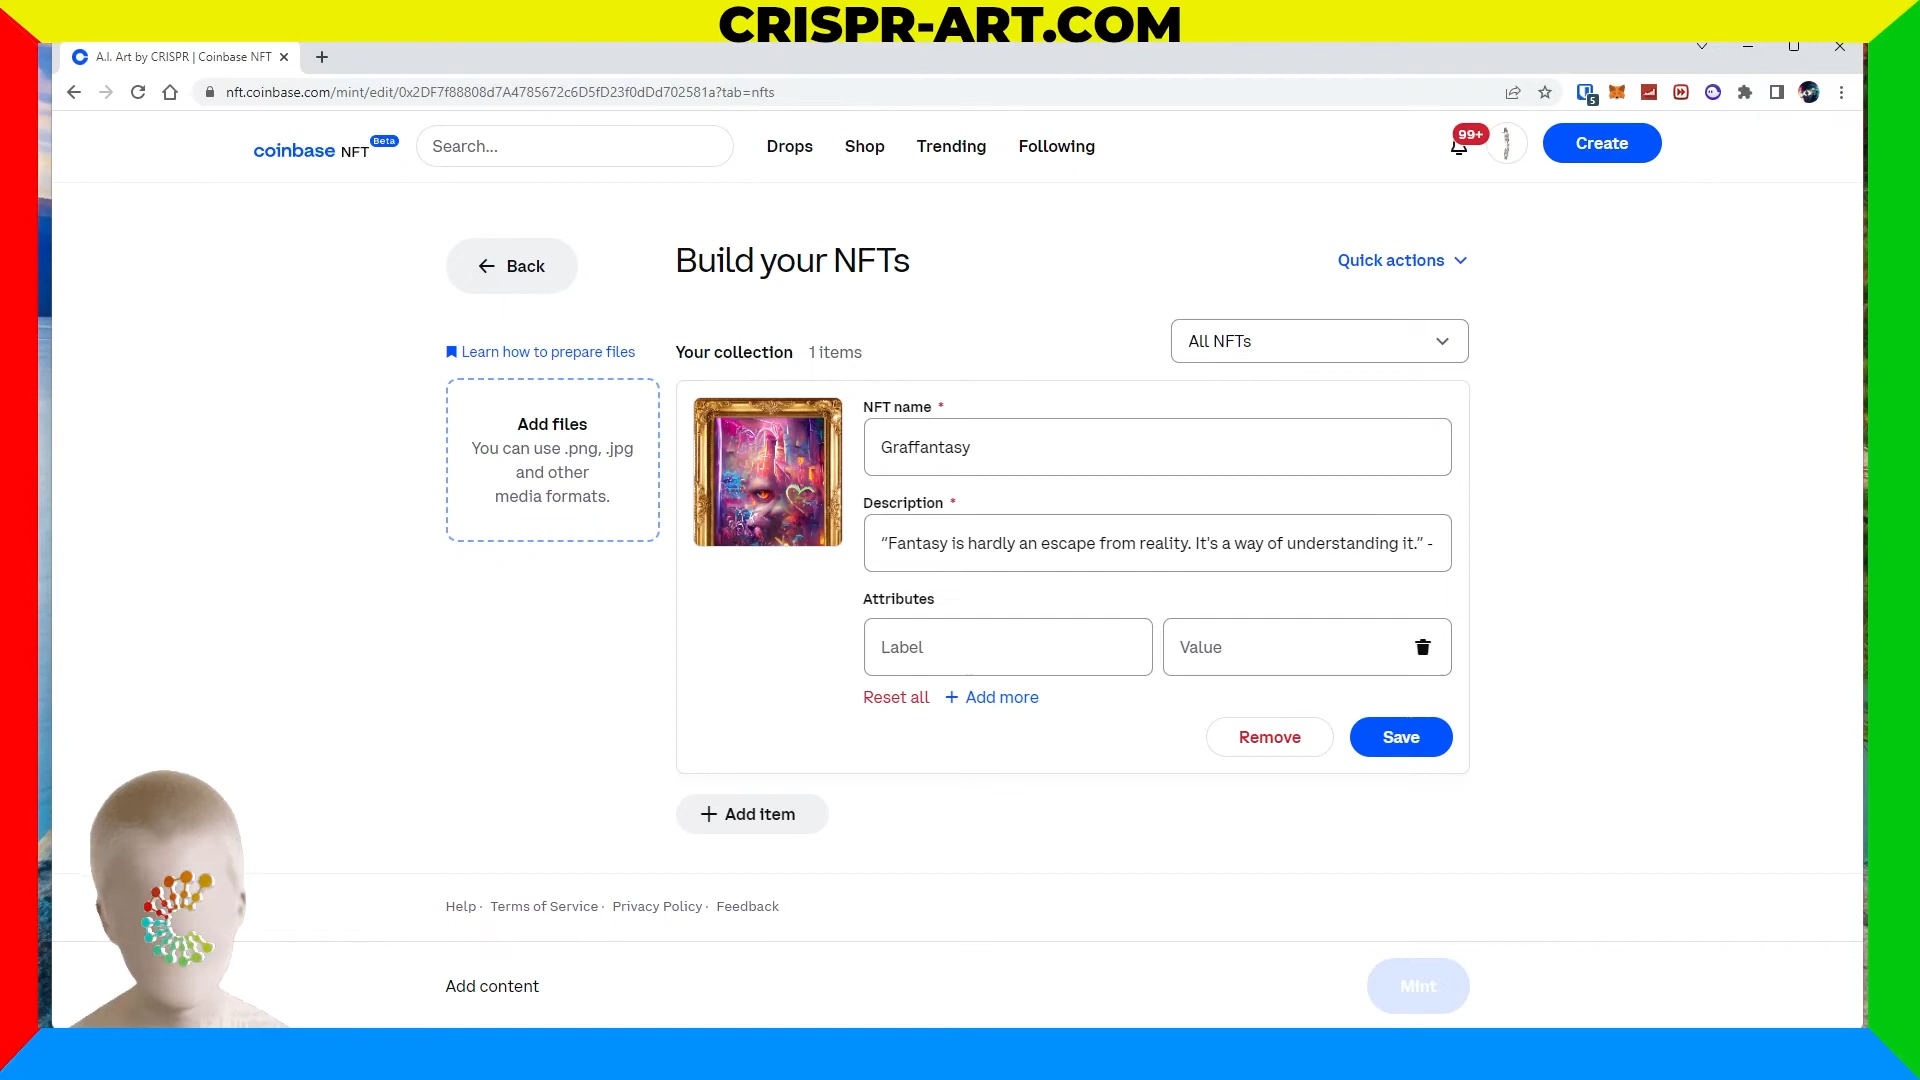 CRISPR-ART.COM
A.I. Art by CRISPR | Coinbase NFT
nft.coinbase.com/mint/edit/0x2DF7f88808d7A4785672c6D5fD23f0dDd702581a?tab=nfts
5
coinbase NFT Beta
Search...
Drops
Shop
Trending
Following
99+
Create
Back
Build your NFTs
Quick actions
Learn how to prepare files
Your collection 1 items
All NFTs
Add files
You can use .png, .jpg
and other
media formats.
NFT name *
Graffantasy
Description *
“Fantasy is hardly an escape from reality. It's a way of understanding it.” -
Attributes
Label
Value
Reset all
+ Add more
Remove
Save
+ Add item
Help · Terms of Service · Privacy Policy · Feedback
Add content
Mint